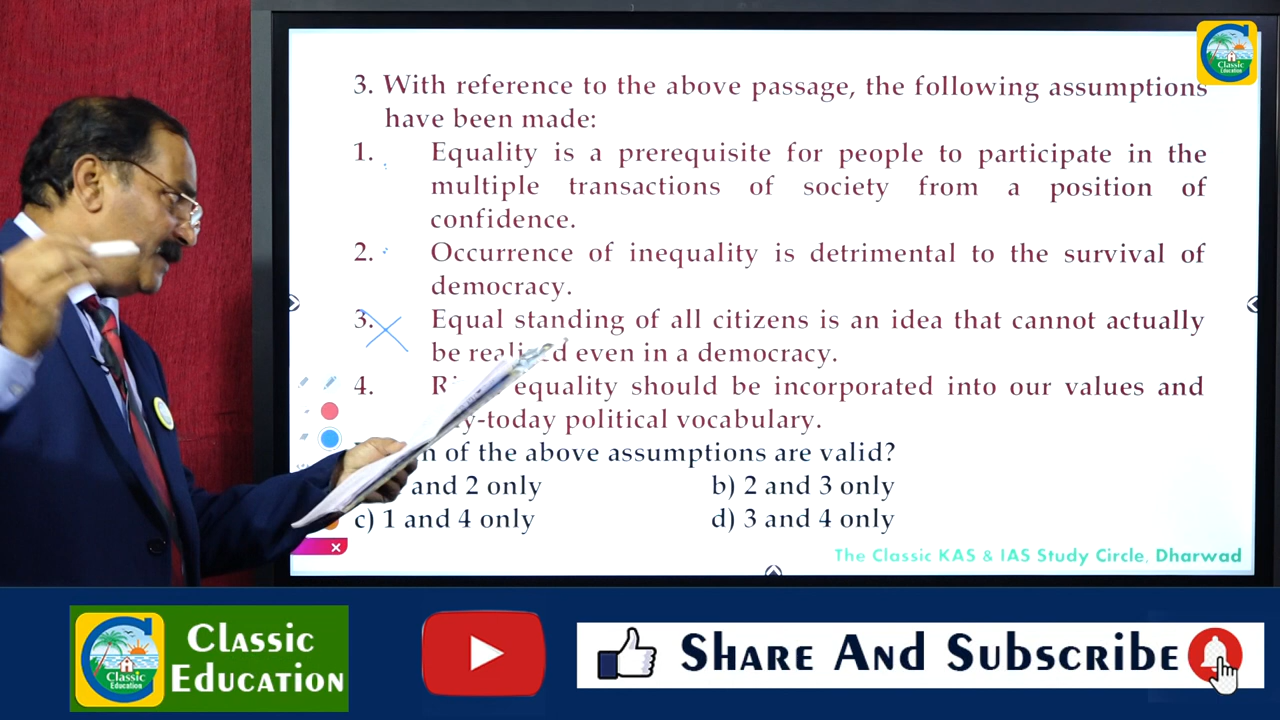 Classic
Education
3. With reference to the above passage, the following assumptions
have been made:
1. Equality is a prerequisite for people to participate in the
multiple transactions of society from a position of
confidence.
2. Occurrence of inequality is detrimental to the survival of
democracy.
3. Equal standing of all citizens is an idea that cannot actually
be realized even in a democracy.
4. equality should be incorporated into our values and
-today political vocabulary.
of the above assumptions are valid?
and 2 only b) 2 and 3 only
c) 1 and 4 only d) 3 and 4 only
The Classic KAS & IAS Study Circle, Dharwad
Classic
Education
Classic
Education
Share And Subscribe